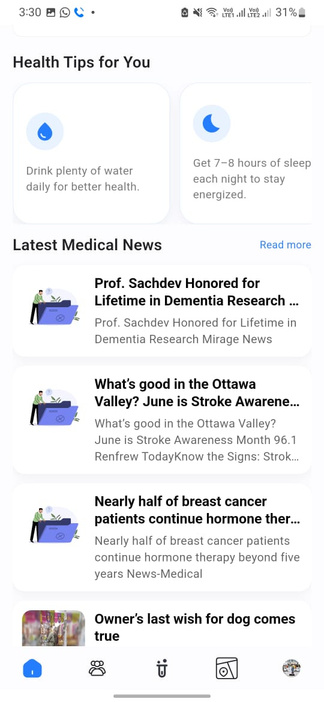 3:30
Vo) LTE1
Vo) LTE2
31%
Health Tips for You
Drink plenty of water
daily for better health.
Get 7–8 hours of sleep
each night to stay
energized.
Latest Medical News
Read more
Prof. Sachdev Honored for
Lifetime in Dementia Research ...
Prof. Sachdev Honored for Lifetime in
Dementia Research Mirage News
What's good in the Ottawa
Valley? June is Stroke Awarene...
What's good in the Ottawa Valley?
June is Stroke Awareness Month 96.1
Renfrew TodayKnow the Signs: Strok...
Nearly half of breast cancer
patients continue hormone ther...
Nearly half of breast cancer patients
continue hormone therapy beyond five
years News-Medical
Owner's last wish for dog comes
true